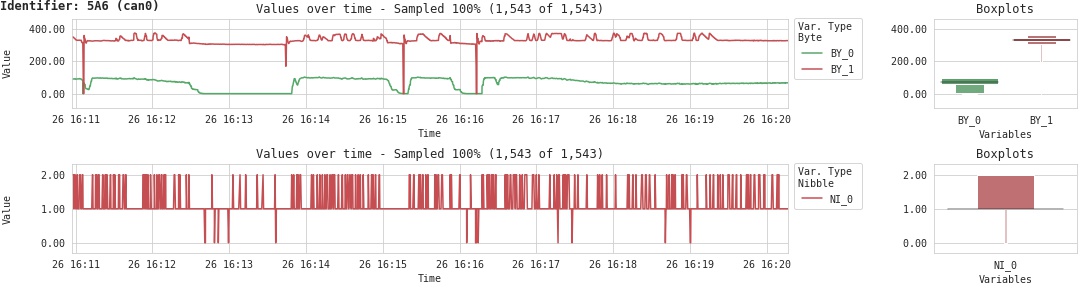 Identifier: 5A6 (can0)
Values over time - Sampled 100% (1,543 of 1,543)
Boxplots
Value
400.00
200.00
0.00
26 16:11 26 16:12 26 16:13 26 16:14 26 16:15 26 16:16 26 16:17 26 16:18 26 16:19 26 16:20
Time
Var. Type
Byte
BY_0
BY_1
400.00
200.00
0.00
BY_0 BY_1
Variables
Values over time - Sampled 100% (1,543 of 1,543)
Boxplots
Value
2.00
1.00
0.00
26 16:11 26 16:12 26 16:13 26 16:14 26 16:15 26 16:16 26 16:17 26 16:18 26 16:19 26 16:20
Time
Var. Type
Nibble
NI_0
2.00
1.00
0.00
NI_0
Variables